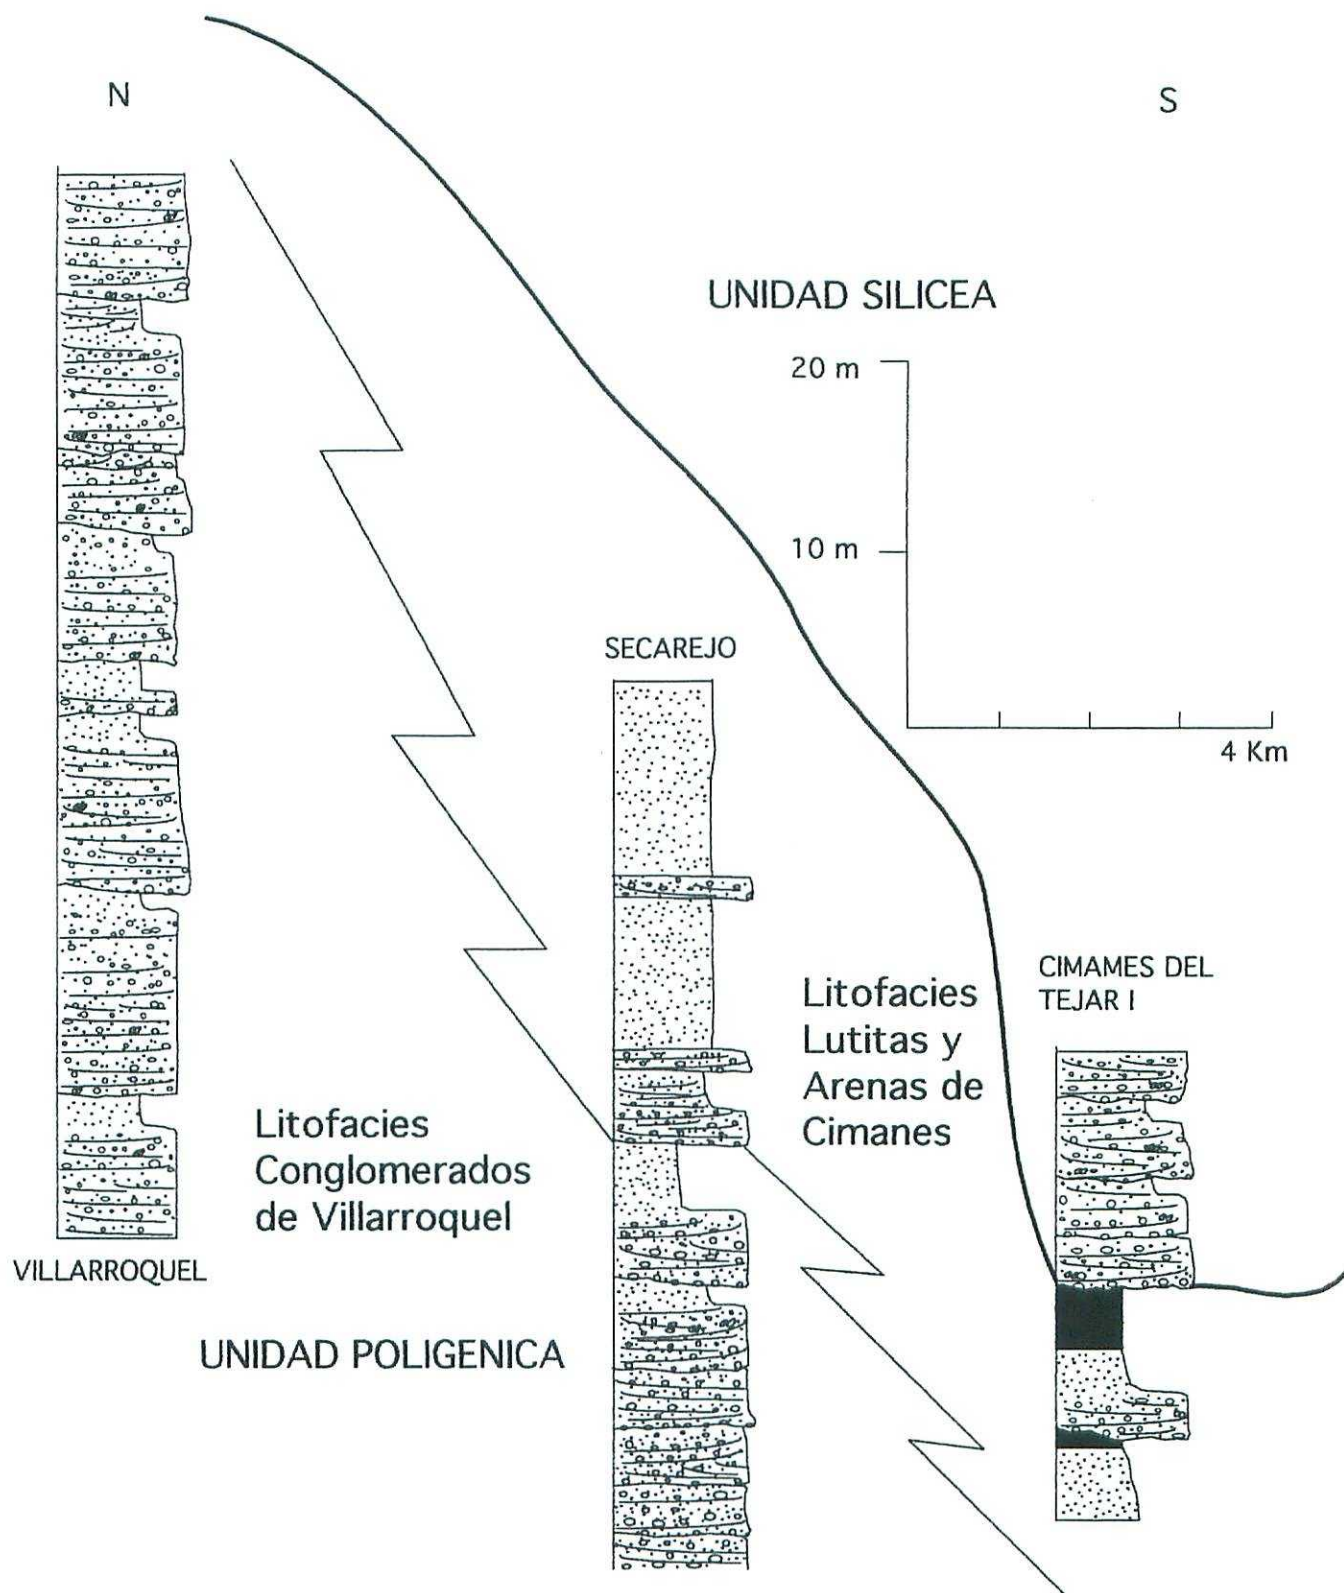 N
S
UNIDAD SILICEA
20 m
10 m
4 Km
SECAREJO
CIMAMES DEL
TEJAR I
Litofacies
Lutitas y
Arenas de
Cimanes
Litofacies
Conglomerados
de Villarroquel
VILLARROQUEL
UNIDAD POLIGENICA